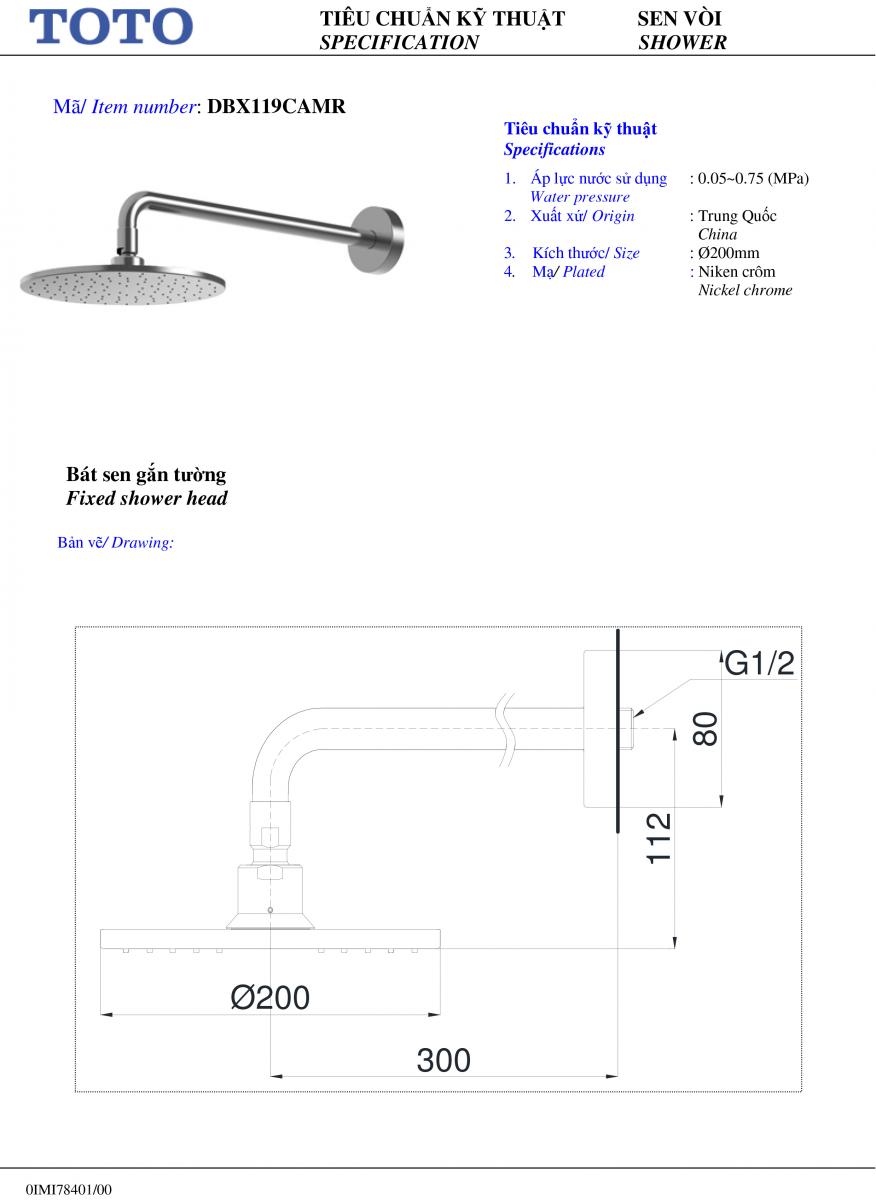 TOTO
TIÊU CHUẨN KỸ THUẬT SEN VÒI
SPECIFICATION SHOWER
Mã/ Item number: DBX119CAMR
Tiêu chuẩn kỹ thuật
Specifications
1. Áp lực nước sử dụng : 0.05~0.75 (MPa)
Water pressure
2. Xuất xứ/ Origin : Trung Quốc
China
3. Kích thước/ Size : Ø200mm
4. Mạ/ Plated : Niken crôm
Nickel chrome
Bát sen gắn tường
Fixed shower head
Bản vẽ/ Drawing:
G1/2
80
112
Ø200
300
0IMI78401/00